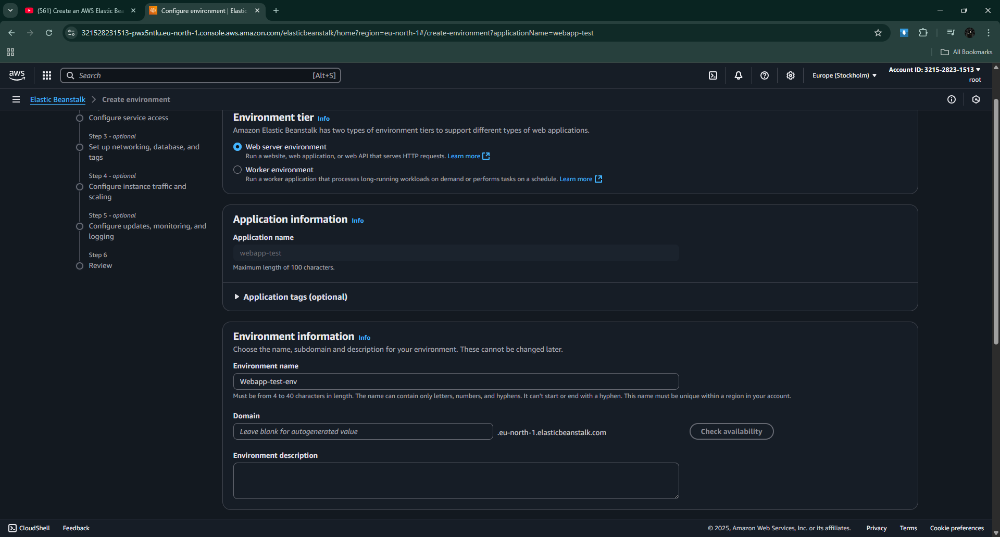 (561) Create an AWS Elastic Bea
Configure environment | Elastic
321528231513-pwx5ntlu.eu-north-1.console.aws.amazon.com/elasticbeanstalk/home?region=eu-north-1#/create-environment?applicationName=webapp-test
All Bookmarks
aws
Search
[Alt+S]
Europe (Stockholm)
Account ID: 3215-2823-1513
root
Elastic Beanstalk
Create environment
Configure service access
Step 3 - optional
Set up networking, database, and
tags
Step 4 - optional
Configure instance traffic and
scaling
Step 5 - optional
Configure updates, monitoring, and
logging
Step 6
Review
Environment tier Info
Amazon Elastic Beanstalk has two types of environment tiers to support different types of web applications.
Web server environment
Run a website, web application, or web API that serves HTTP requests. Learn more
Worker environment
Run a worker application that processes long-running workloads on demand or performs tasks on a schedule. Learn more
Application information Info
Application name
webapp-test
Maximum length of 100 characters.
Application tags (optional)
Environment information Info
Choose the name, subdomain and description for your environment. These cannot be changed later.
Environment name
Webapp-test-env
Must be from 4 to 40 characters in length. The name can contain only letters, numbers, and hyphens. It can't start or end with a hyphen. This name must be unique within a region in your account.
Domain
Leave blank for autogenerated value
.eu-north-1.elasticbeanstalk.com
Check availability
Environment description
CloudShell
Feedback
© 2025, Amazon Web Services, Inc. or its affiliates.
Privacy
Terms
Cookie preferences